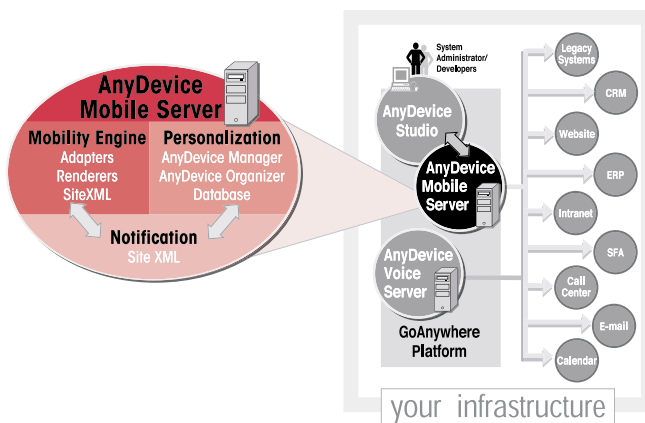 AnyDevice
Mobile Server
Mobility Engine
Adapters
Renderers
SiteXML
Personalization
AnyDevice Manager
AnyDevice Organizer
Database
Notification
Site XML
System
Administrator/
Developers
AnyDevice
Studio
AnyDevice
Mobile
Server
AnyDevice
Voice
Server
GoAnywhere
Platform
Legacy
Systems
CRM
Website
ERP
Intranet
SFA
Call
Center
E-mail
Calendar
your infrastructure